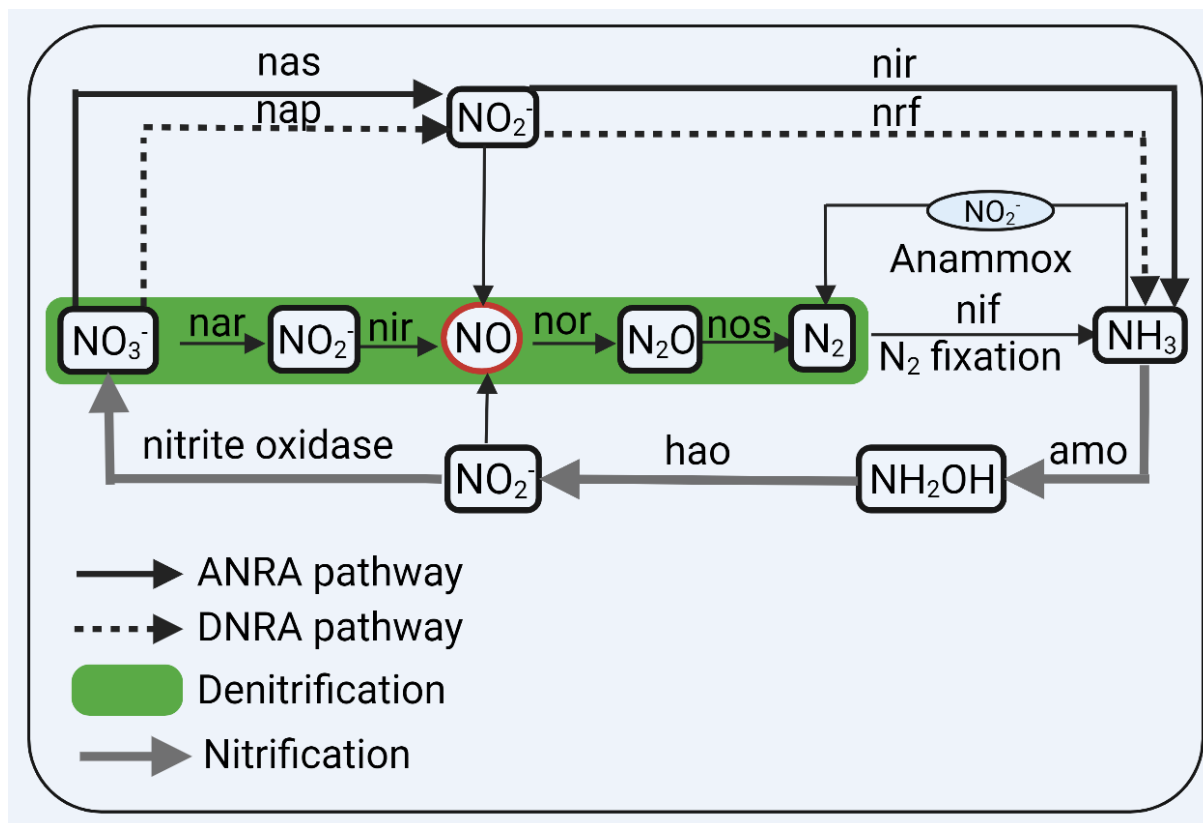 nas
nir
nap
NO₂⁻
nrf
NO₂⁻
Anammox
nar
nir
nor
nos
nif
NO₃⁻
NO₂⁻
NO
N₂O
N₂
NH₃
N₂ fixation
nitrite oxidase
hao
amo
NO₂⁻
NH₂OH
ANRA pathway
DNRA pathway
Denitrification
Nitrification